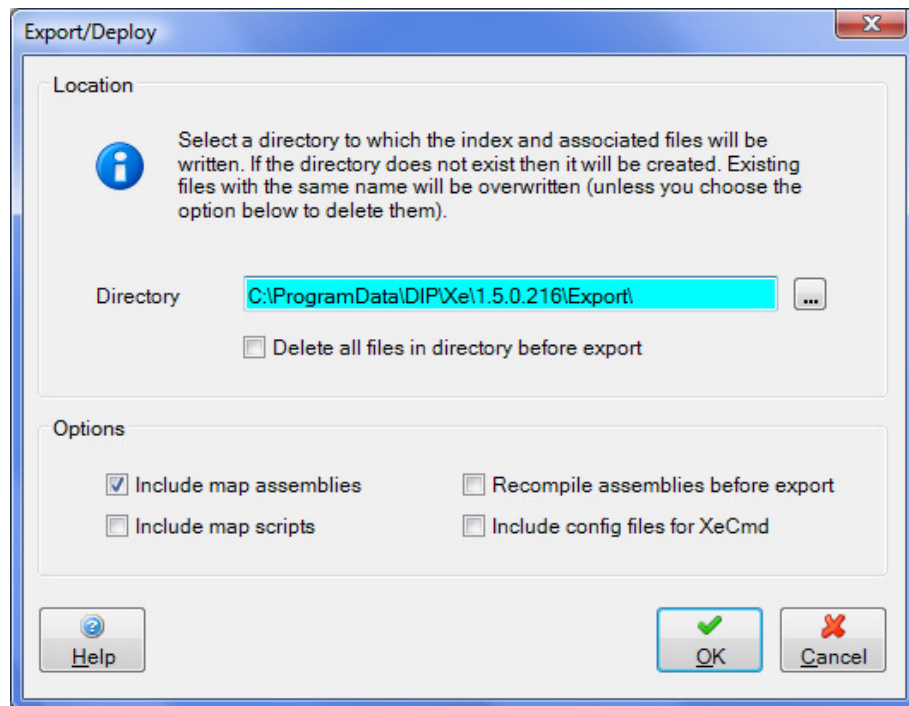 Export/Deploy
Location
Select a directory to which the index and associated files will be
written. If the directory does not exist then it will be created. Existing
files with the same name will be overwritten (unless you choose the
option below to delete them).
Directory
C:\ProgramData\DIP\Xe\1.5.0.216\Export\
...
Delete all files in directory before export
Options
Include map assemblies
Recompile assemblies before export
Include map scripts
Include config files for XeCmd
Help
OK
Cancel